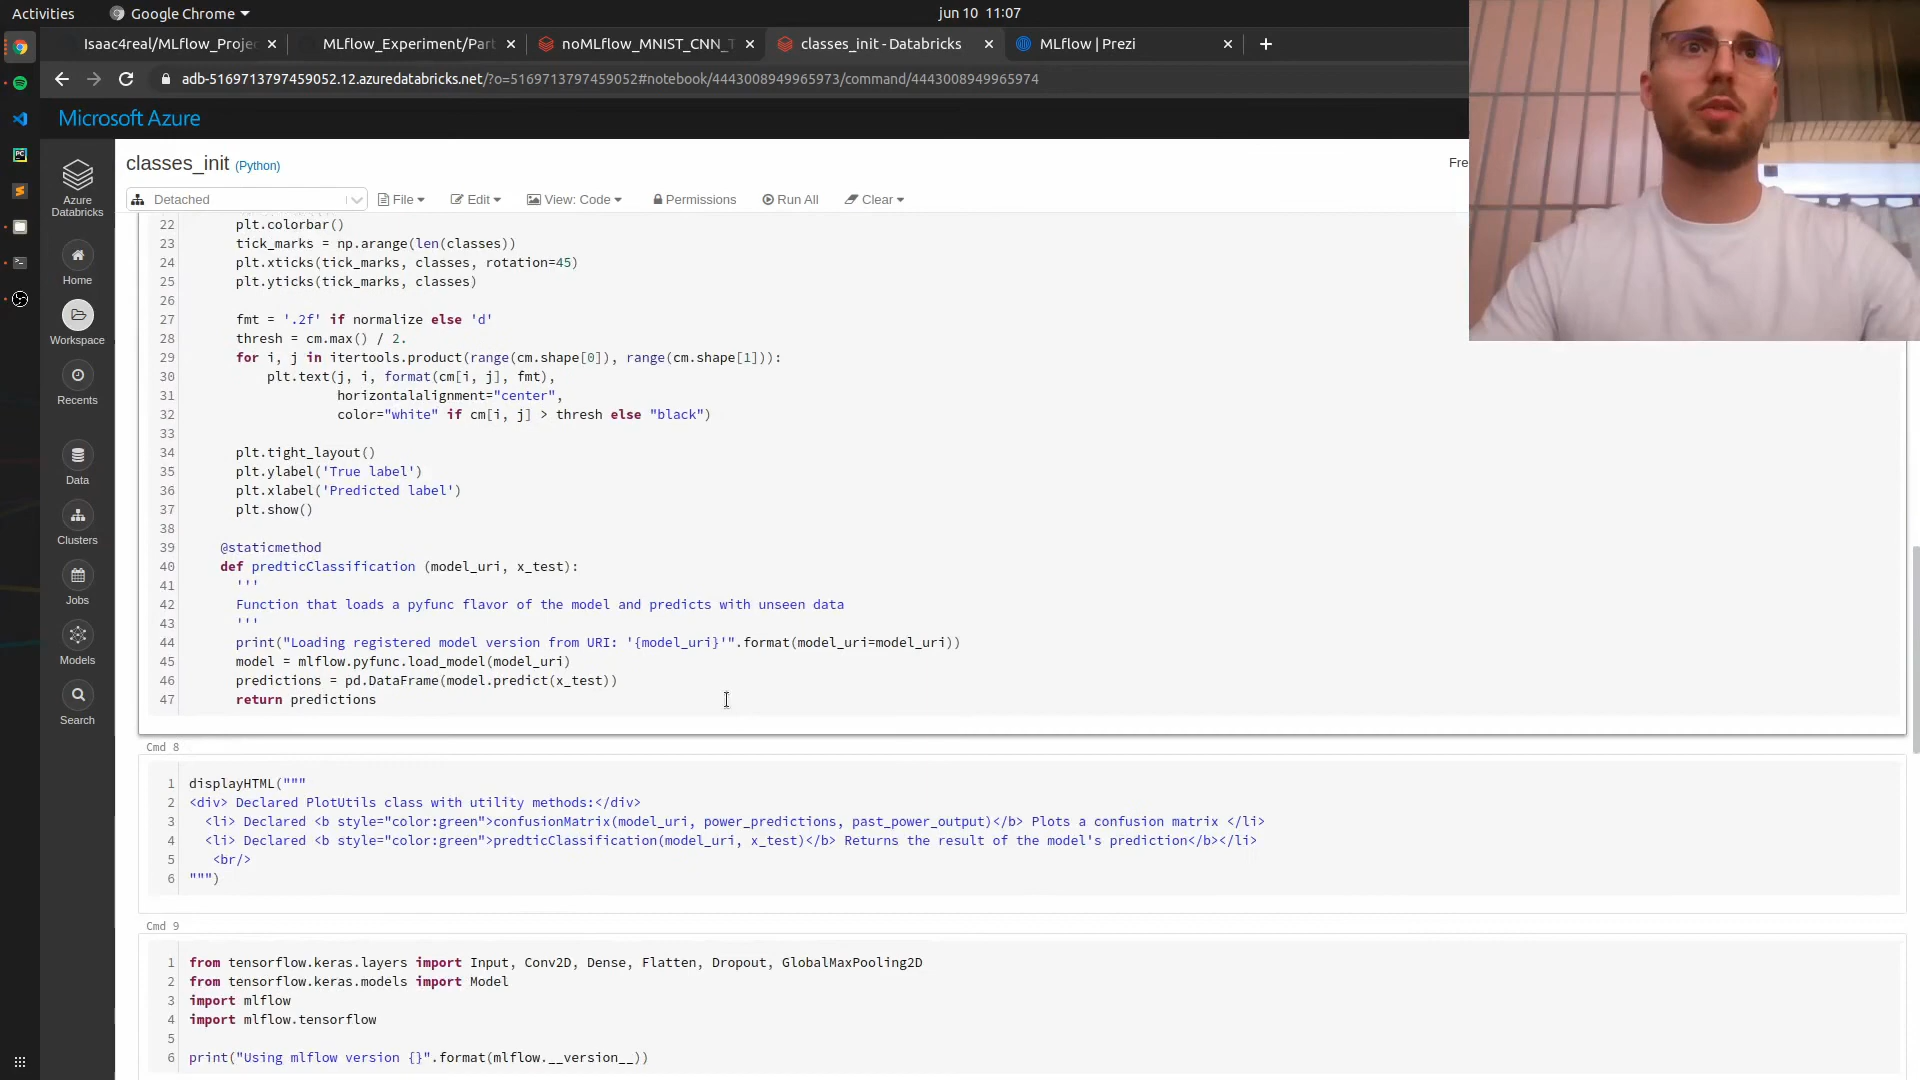 Activities
Google Chrome
jun 10 11:07
Isaac4real/MLflow_Proje
MLflow_Experiment/Part
noMLflow_MNIST_CNN_T
classes_init - Databricks
MLflow | Prezi
adb-5169713797459052.12.azuredatabricks.net/?o=5169713797459052#notebook/4443008949965973/command/4443008949965974
Microsoft Azure
Azure Databricks
Home
Workspace
Recents
Data
Clusters
Jobs
Models
Search
classes_init (Python)
Fre
Detached
File
Edit
View: Code
Permissions
Run All
Clear
22 plt.colorbar()
23 tick_marks = np.arange(len(classes))
24 plt.xticks(tick_marks, classes, rotation=45)
25 plt.yticks(tick_marks, classes)
26
27 fmt = '.2f' if normalize else 'd'
28 thresh = cm.max() / 2.
29 for i, j in itertools.product(range(cm.shape[0]), range(cm.shape[1])):
30 plt.text(j, i, format(cm[i, j], fmt),
31 horizontalalignment="center",
32 color="white" if cm[i, j] > thresh else "black")
33
34 plt.tight_layout()
35 plt.ylabel('True label')
36 plt.xlabel('Predicted label')
37 plt.show()
38
39 @staticmethod
40 def predticClassification (model_uri, x_test):
41 '''
42 Function that loads a pyfunc flavor of the model and predicts with unseen data
43 '''
44 print("Loading registered model version from URI: '{model_uri}'".format(model_uri=model_uri))
45 model = mlflow.pyfunc.load_model(model_uri)
46 predictions = pd.DataFrame(model.predict(x_test))
47 return predictions
Cmd 8
1 displayHTML("""
2 <div> Declared PlotUtils class with utility methods:</div>
3 <li> Declared <b style="color:green">confusionMatrix(model_uri, power_predictions, past_power_output)</b> Plots a confusion matrix </li>
4 <li> Declared <b style="color:green">predticClassification(model_uri, x_test)</b> Returns the result of the model's prediction</b></li>
5 <br/>
6 """)
Cmd 9
1 from tensorflow.keras.layers import Input, Conv2D, Dense, Flatten, Dropout, GlobalMaxPooling2D
2 from tensorflow.keras.models import Model
3 import mlflow
4 import mlflow.tensorflow
5
6 print("Using mlflow version {}".format(mlflow.__version__))